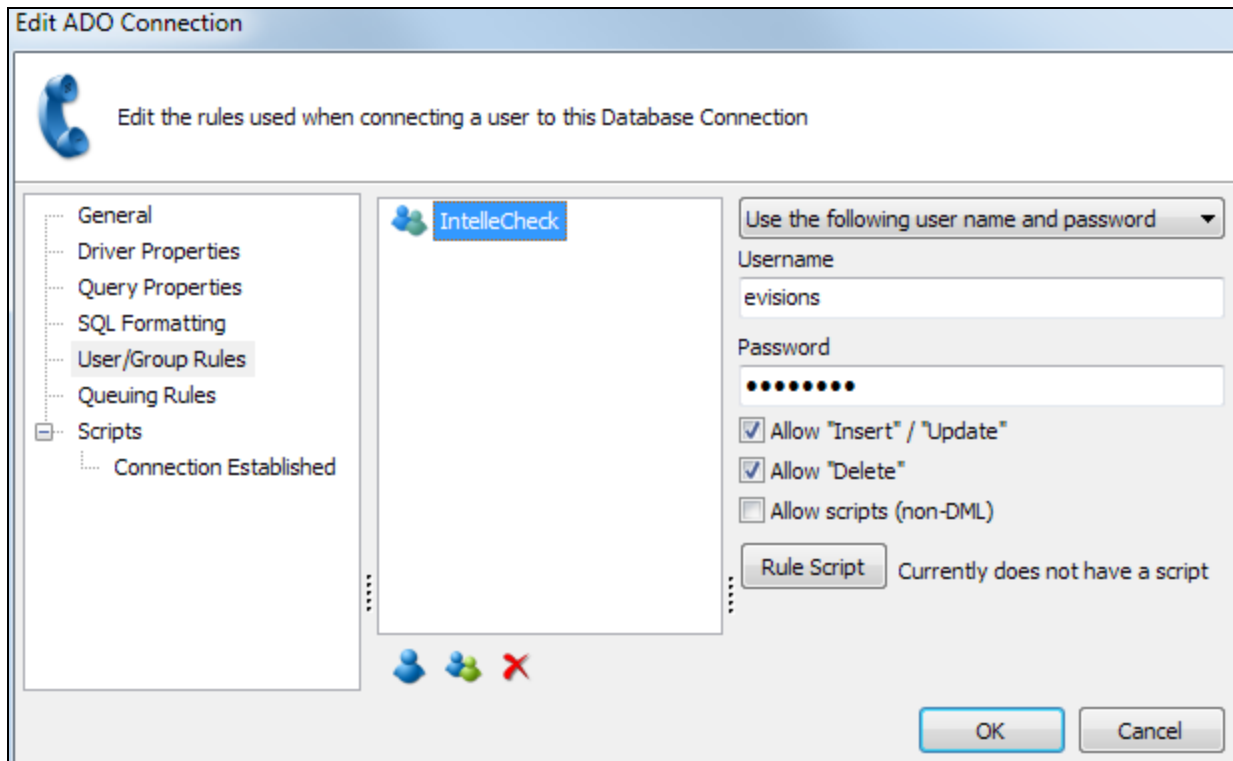 Edit ADO Connection
Edit the rules used when connecting a user to this Database Connection
General
Driver Properties
Query Properties
SQL Formatting
User/Group Rules
Queuing Rules
Scripts
Connection Established
IntelleCheck
Use the following user name and password
Username
evisions
Password
••••••••
Allow "Insert" / "Update"
Allow "Delete"
Allow scripts (non-DML)
Rule Script Currently does not have a script
OK Cancel